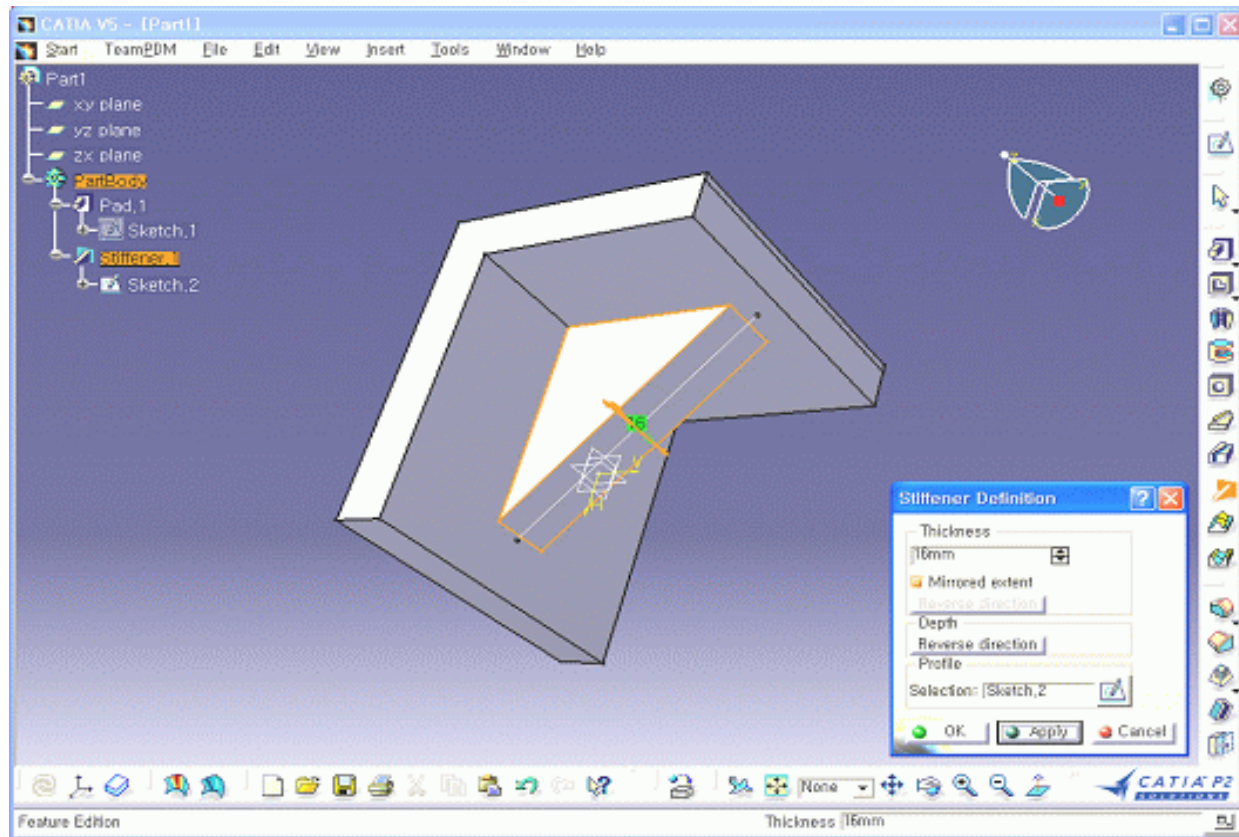 CATIA V5 - [Part1]
Start TeamPDM File Edit View Insert Tools Window Help
Part1
xy plane
yz plane
zx plane
PartBody
Pad.1
Sketch.1
Stiffener.1
Sketch.2
16
Stiffener Definition
Thickness
16mm
Mirrored extent
Reverse direction
Depth
Reverse direction
Profile
Selection: Sketch.2
OK Apply Cancel
None
CATIA P2
SOLUTIONS
Feature Edition Thickness 16mm